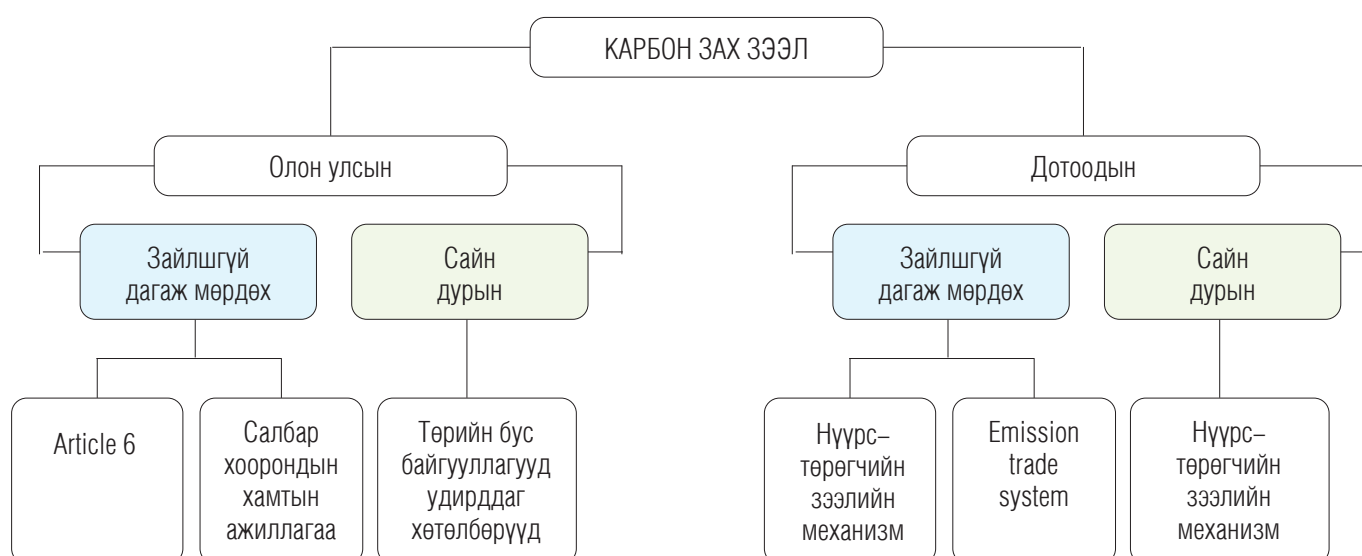 КАРБОН ЗАХ ЗЭЭЛ
Олон улсын
Дотоодын
Зайлшгүй
дагаж мөрдөх
Сайн
дурын
Зайлшгүй
дагаж мөрдөх
Сайн
дурын
Article 6
Салбар
хоорондын
хамтын
ажиллагаа
Төрийн бус
байгууллагууд
удирддаг
хөтөлбөрүүд
Нүүрс–
төрөгчийн
зээлийн
механизм
Emission
trade
system
Нүүрс–
төрөгчийн
зээлийн
механизм